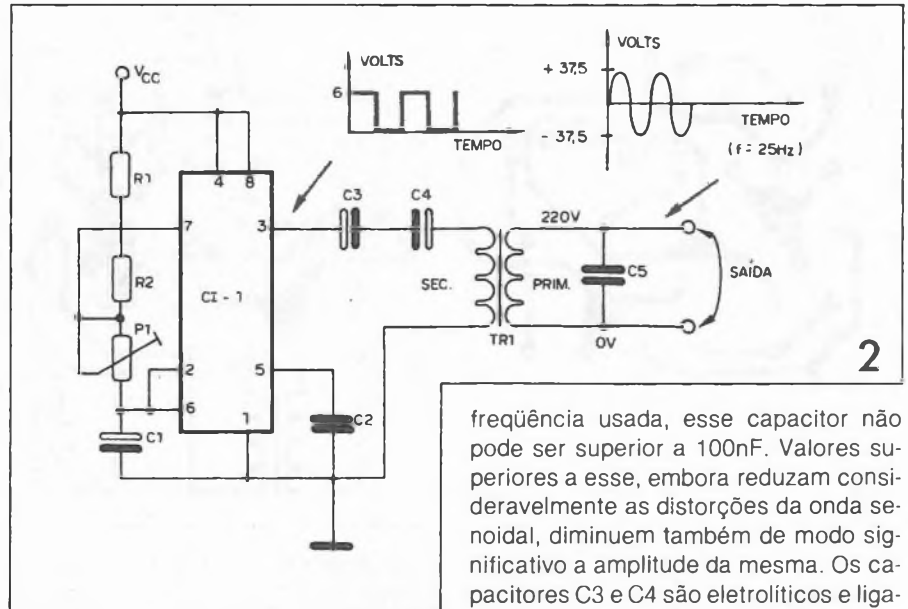 VOLTS
6
TEMPO
VOLTS
+ 37,5
- 37,5
TEMPO
(f = 25Hz)
VCC
R1
4
8
7
3
R2
CI - 1
P1
2
5
6
1
C1
C2
C3
C4
220V
SEC.
PRIM.
C5
SAÍDA
TR1
0V
2
freqüência usada, esse capacitor não
pode ser superior a 100nF. Valores su-
periores a esse, embora reduzam consi-
deravelmente as distorções da onda se-
noidal, diminuem também de modo sig-
nificativo a amplitude da mesma. Os ca-
pacitores C3 e C4 são eletrolíticos e liga-